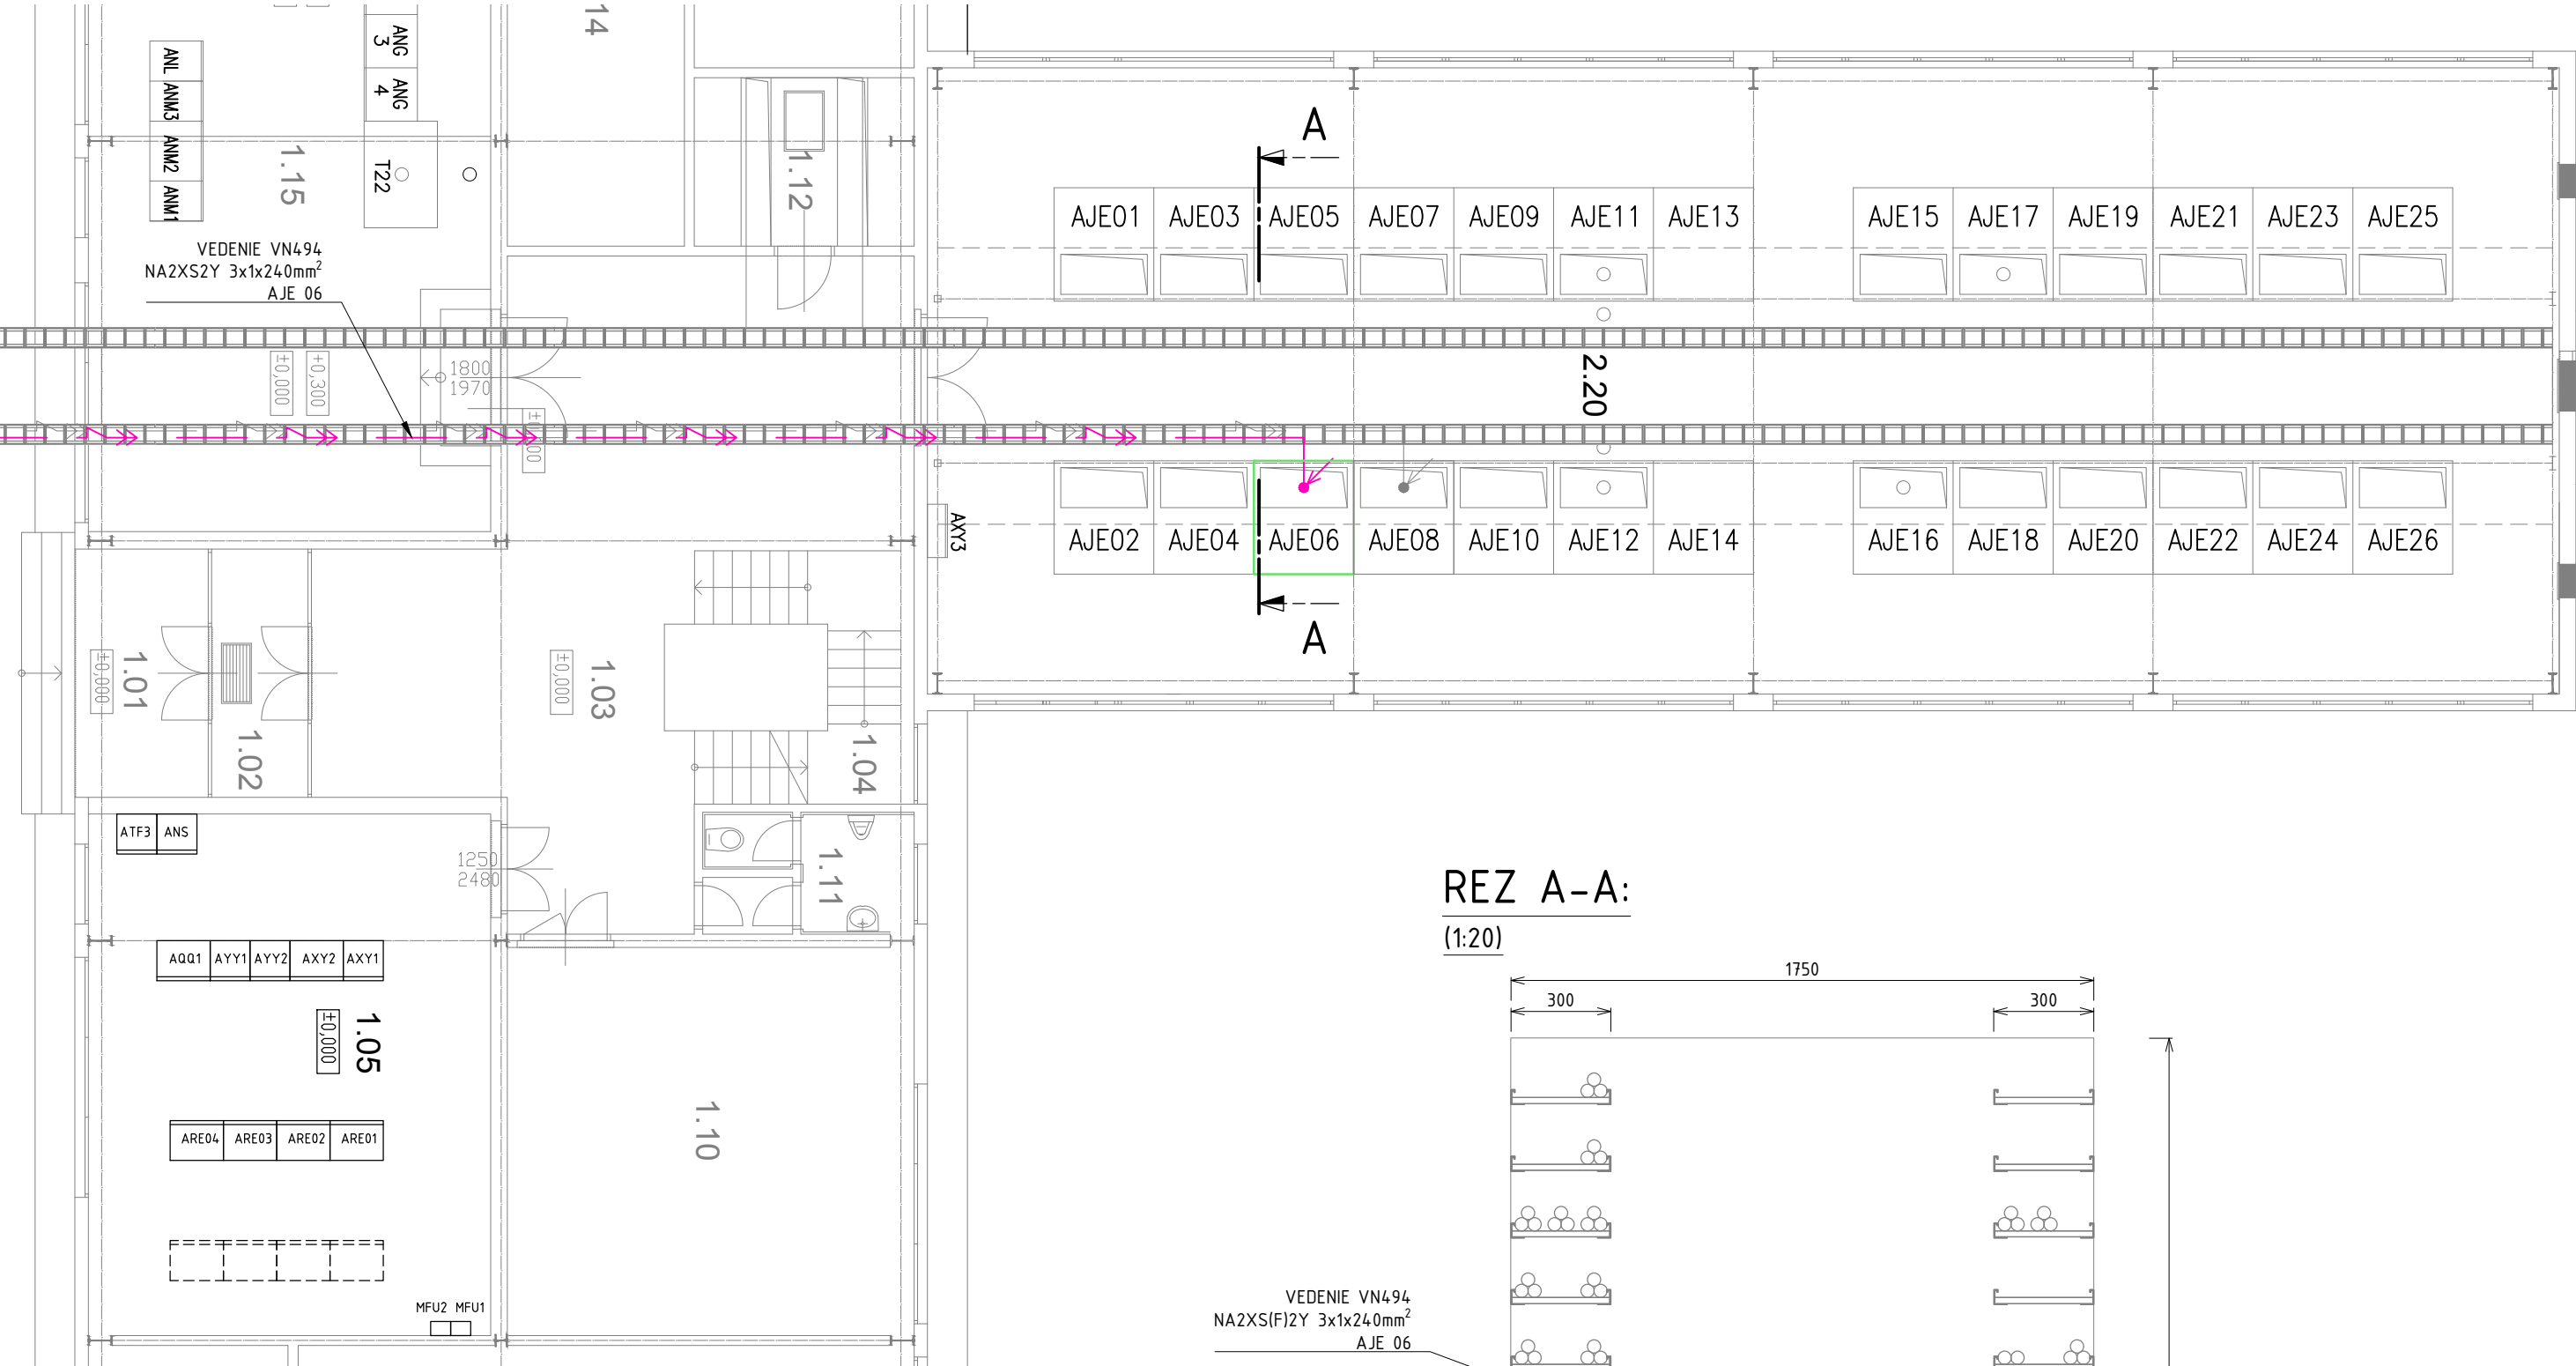 14
ANG
3
ANG
4
ANL
ANM3
ANM2
ANM1
1.15
T22
1.12
VEDENIE VN494
NA2XS2Y 3x1x240mm²
AJE 06
A
AJE01 AJE03 AJE05 AJE07 AJE09 AJE11 AJE13 AJE15 AJE17 AJE19 AJE21 AJE23 AJE25
±0,000
+0,300
1800
1970
2.20
AXY3
AJE02 AJE04 AJE06 AJE08 AJE10 AJE12 AJE14 AJE16 AJE18 AJE20 AJE22 AJE24 AJE26
A
±0,000
1.01
1.02
±0,000
1.03
1.04
ATF3 ANS
1250
2480
1.11
AQQ1 AYY1 AYY2 AXY2 AXY1
±0,000
1.05
ARE04 ARE03 ARE02 ARE01
1.10
MFU2 MFU1
REZ A-A:
(1:20)
1750
300
300
VEDENIE VN494
NA2XS(F)2Y 3x1x240mm²
AJE 06